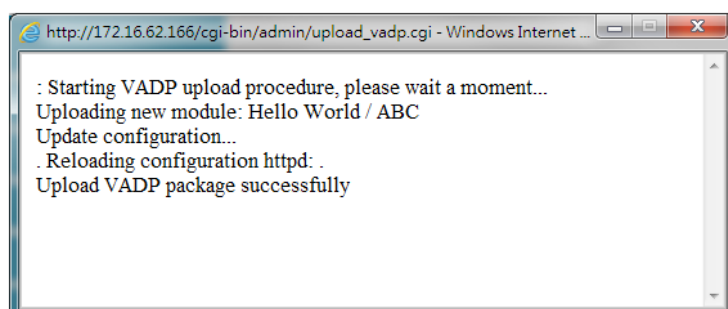 http://172.16.62.166/cgi-bin/admin/upload_vadp.cgi - Windows Internet ...
: Starting VADP upload procedure, please wait a moment...
Uploading new module: Hello World / ABC
Update configuration...
. Reloading configuration httpd: .
Upload VADP package successfully